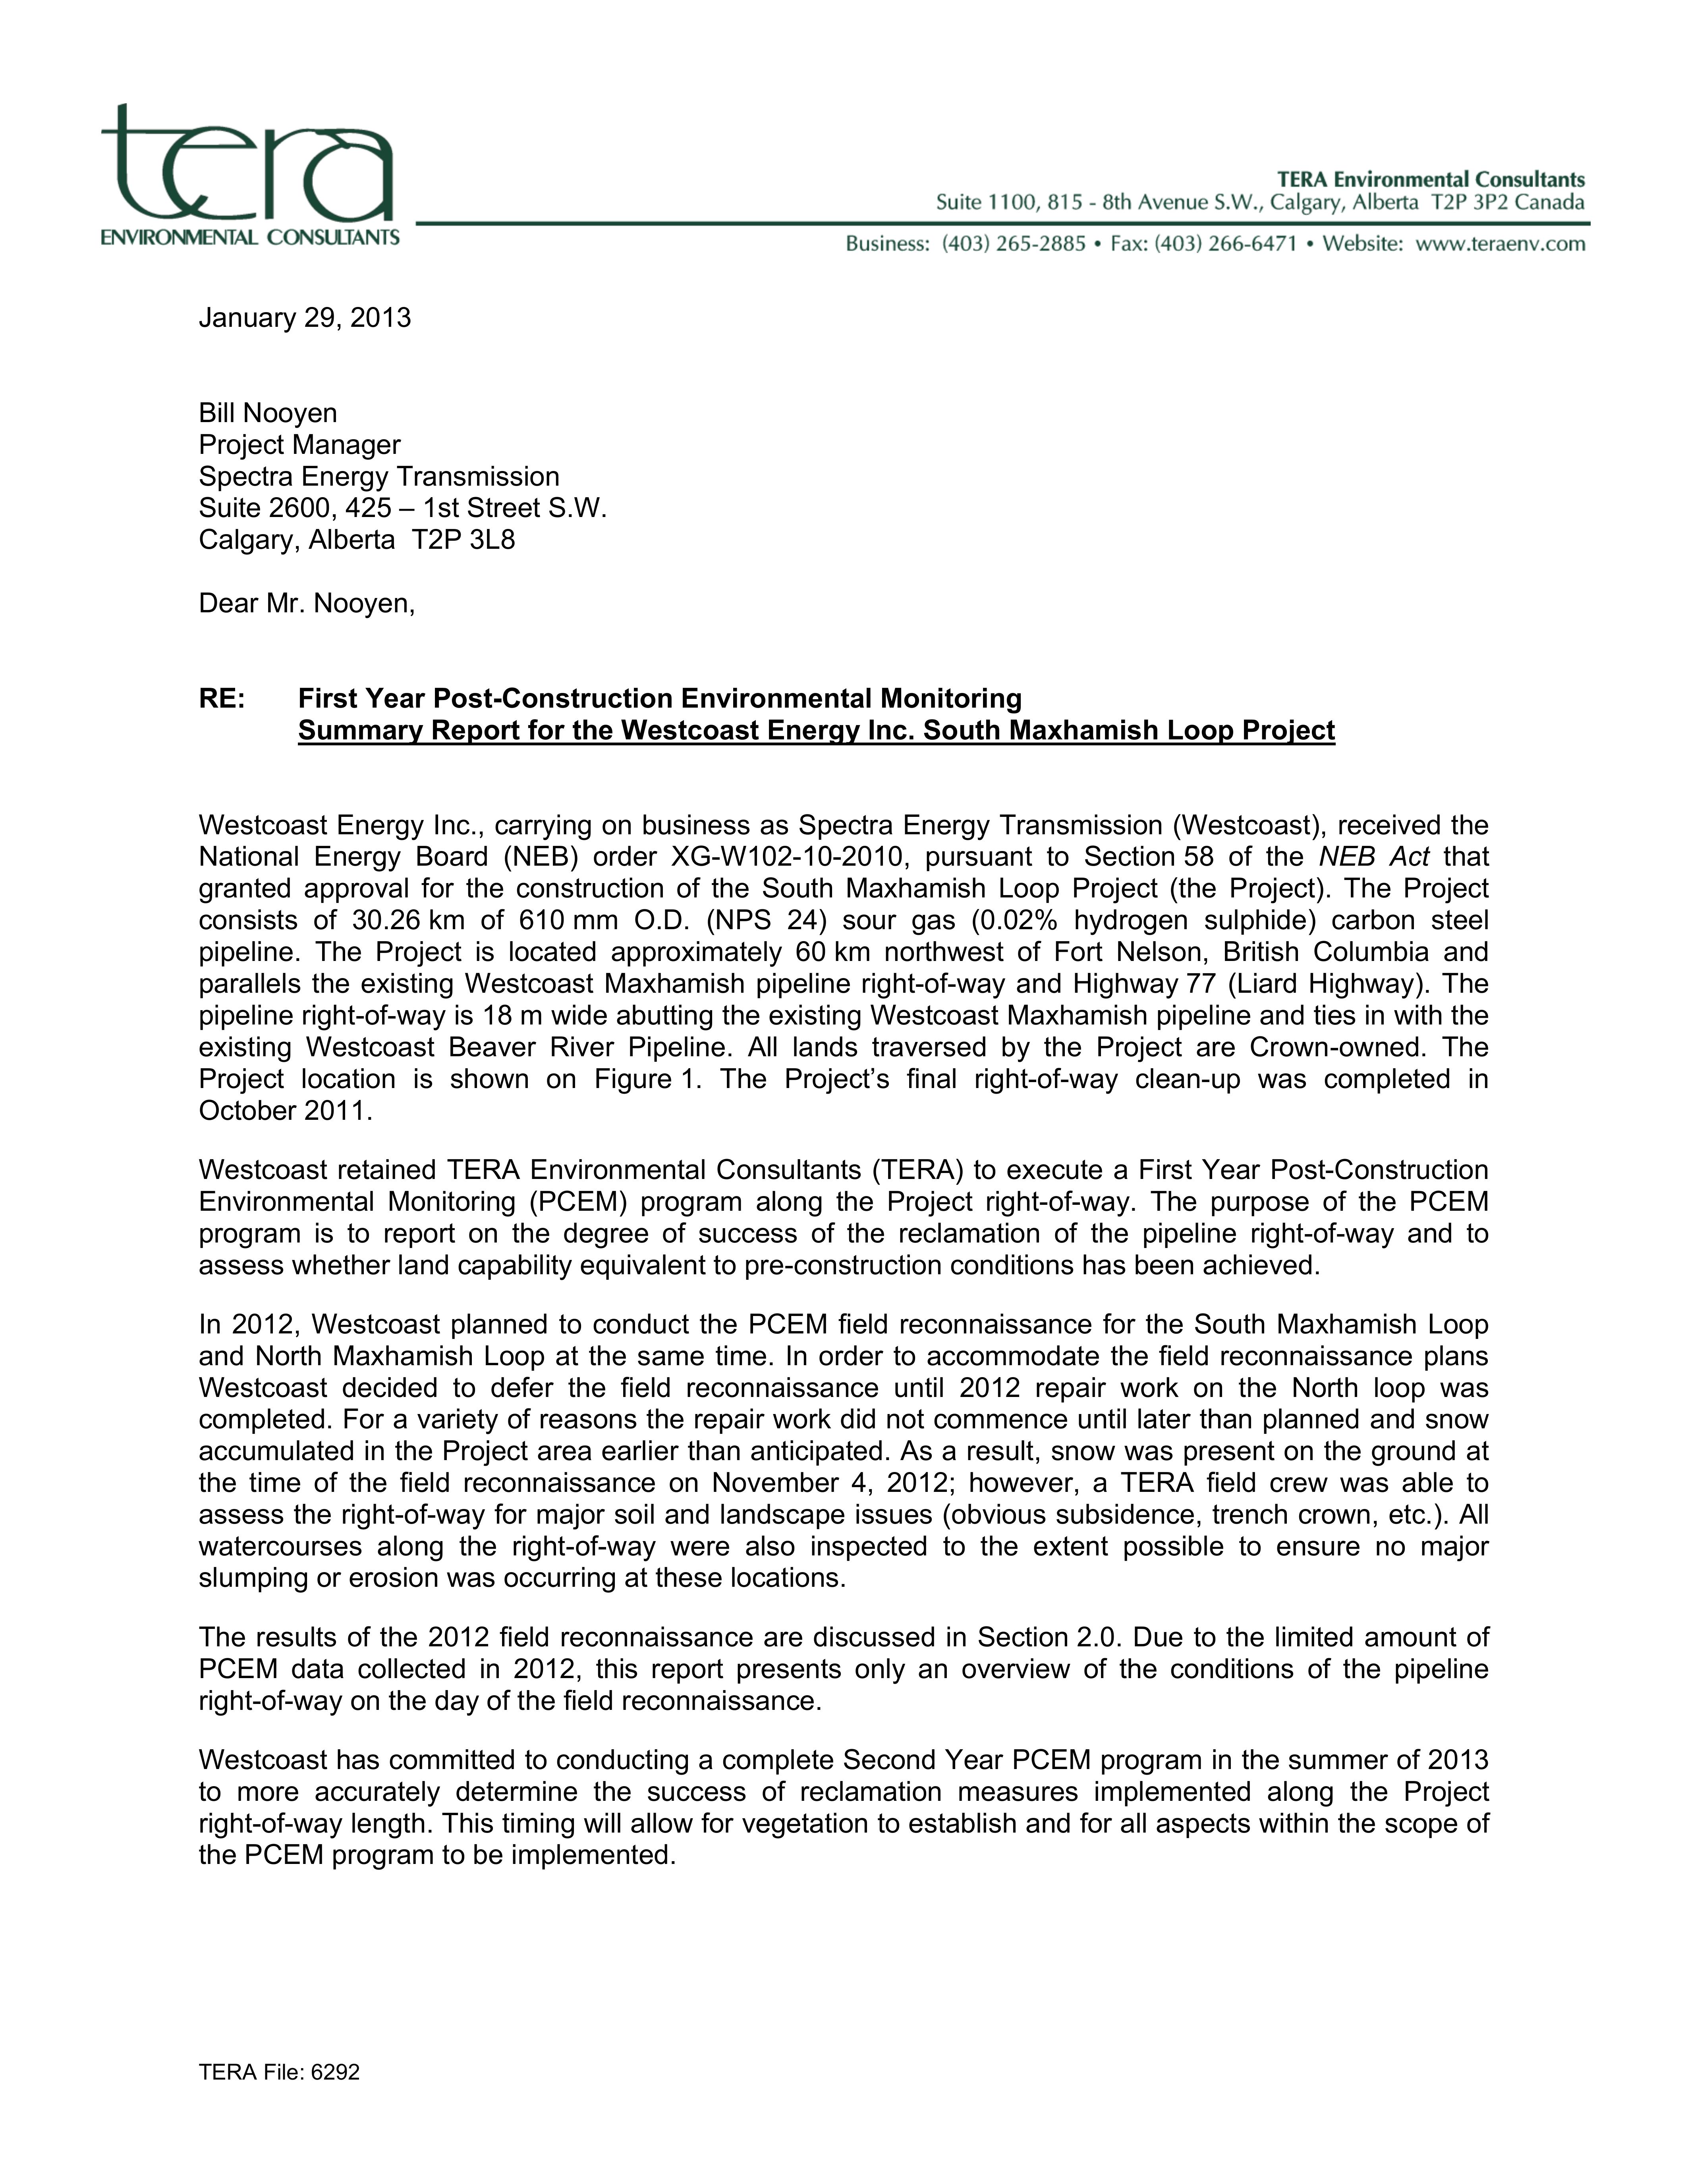 tera
ENVIRONMENTAL CONSULTANTS
TERA Environmental Consultants
Suite 1100, 815 - 8th Avenue S.W., Calgary, Alberta T2P 3P2 Canada
Business: (403) 265-2885 • Fax: (403) 266-6471 • Website: www.teraenv.com
January 29, 2013
Bill Nooyen
Project Manager
Spectra Energy Transmission
Suite 2600, 425 – 1st Street S.W.
Calgary, Alberta T2P 3L8
Dear Mr. Nooyen,
RE: First Year Post-Construction Environmental Monitoring
Summary Report for the Westcoast Energy Inc. South Maxhamish Loop Project
Westcoast Energy Inc., carrying on business as Spectra Energy Transmission (Westcoast), received the
National Energy Board (NEB) order XG-W102-10-2010, pursuant to Section 58 of the NEB Act that
granted approval for the construction of the South Maxhamish Loop Project (the Project). The Project
consists of 30.26 km of 610 mm O.D. (NPS 24) sour gas (0.02% hydrogen sulphide) carbon steel
pipeline. The Project is located approximately 60 km northwest of Fort Nelson, British Columbia and
parallels the existing Westcoast Maxhamish pipeline right-of-way and Highway 77 (Liard Highway). The
pipeline right-of-way is 18 m wide abutting the existing Westcoast Maxhamish pipeline and ties in with the
existing Westcoast Beaver River Pipeline. All lands traversed by the Project are Crown-owned. The
Project location is shown on Figure 1. The Project’s final right-of-way clean-up was completed in
October 2011.
Westcoast retained TERA Environmental Consultants (TERA) to execute a First Year Post-Construction
Environmental Monitoring (PCEM) program along the Project right-of-way. The purpose of the PCEM
program is to report on the degree of success of the reclamation of the pipeline right-of-way and to
assess whether land capability equivalent to pre-construction conditions has been achieved.
In 2012, Westcoast planned to conduct the PCEM field reconnaissance for the South Maxhamish Loop
and North Maxhamish Loop at the same time. In order to accommodate the field reconnaissance plans
Westcoast decided to defer the field reconnaissance until 2012 repair work on the North loop was
completed. For a variety of reasons the repair work did not commence until later than planned and snow
accumulated in the Project area earlier than anticipated. As a result, snow was present on the ground at
the time of the field reconnaissance on November 4, 2012; however, a TERA field crew was able to
assess the right-of-way for major soil and landscape issues (obvious subsidence, trench crown, etc.). All
watercourses along the right-of-way were also inspected to the extent possible to ensure no major
slumping or erosion was occurring at these locations.
The results of the 2012 field reconnaissance are discussed in Section 2.0. Due to the limited amount of
PCEM data collected in 2012, this report presents only an overview of the conditions of the pipeline
right-of-way on the day of the field reconnaissance.
Westcoast has committed to conducting a complete Second Year PCEM program in the summer of 2013
to more accurately determine the success of reclamation measures implemented along the Project
right-of-way length. This timing will allow for vegetation to establish and for all aspects within the scope of
the PCEM program to be implemented.
TERA File: 6292